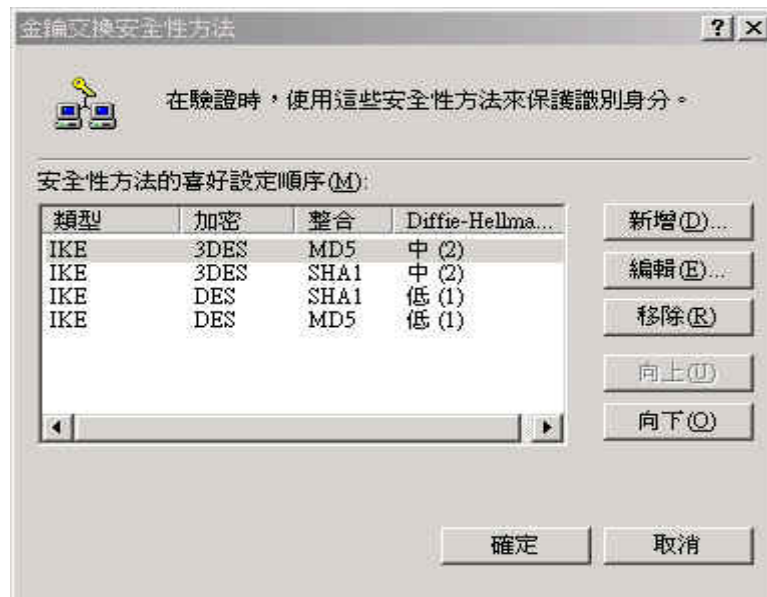 金鑰交換安全性方法
在驗證時，使用這些安全性方法來保護識別身分。
安全性方法的喜好設定順序(M):
類型 加密 整合 Diffie-Hellma...
IKE 3DES MD5 中 (2)
IKE 3DES SHA1 中 (2)
IKE DES SHA1 低 (1)
IKE DES MD5 低 (1)
新增(D)...
編輯(E)...
移除(R)
向上(U)
向下(O)
確定 取消